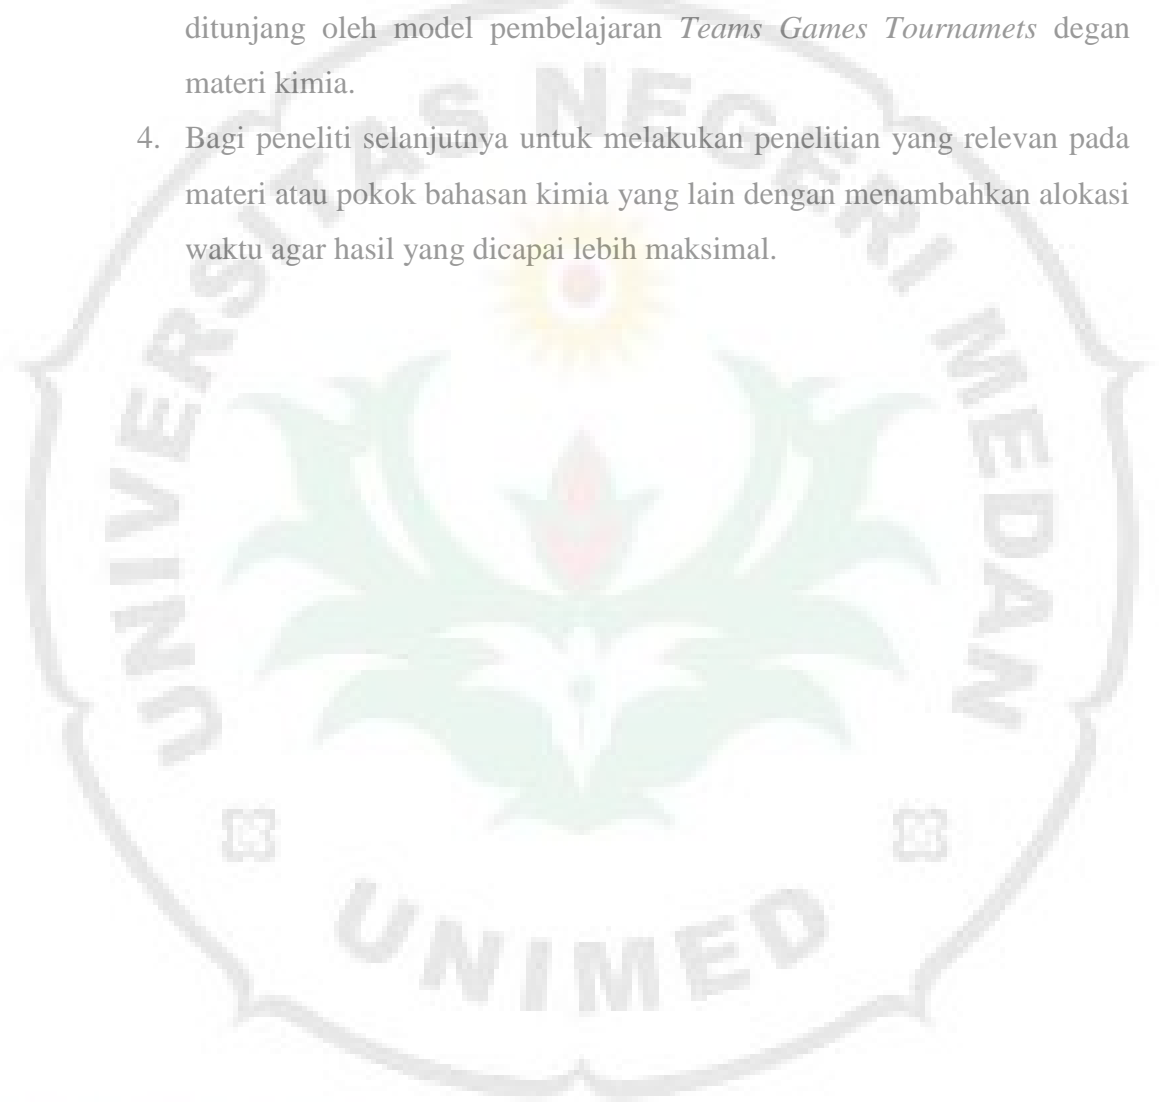 ditunjang oleh model pembelajaran Teams Games Tournamets degan
materi kimia.
4. Bagi peneliti selanjutnya untuk melakukan penelitian yang relevan pada
materi atau pokok bahasan kimia yang lain dengan menambahkan alokasi
waktu agar hasil yang dicapai lebih maksimal.
UNIVERSITAS NEGERI MEDAN
UNIMED